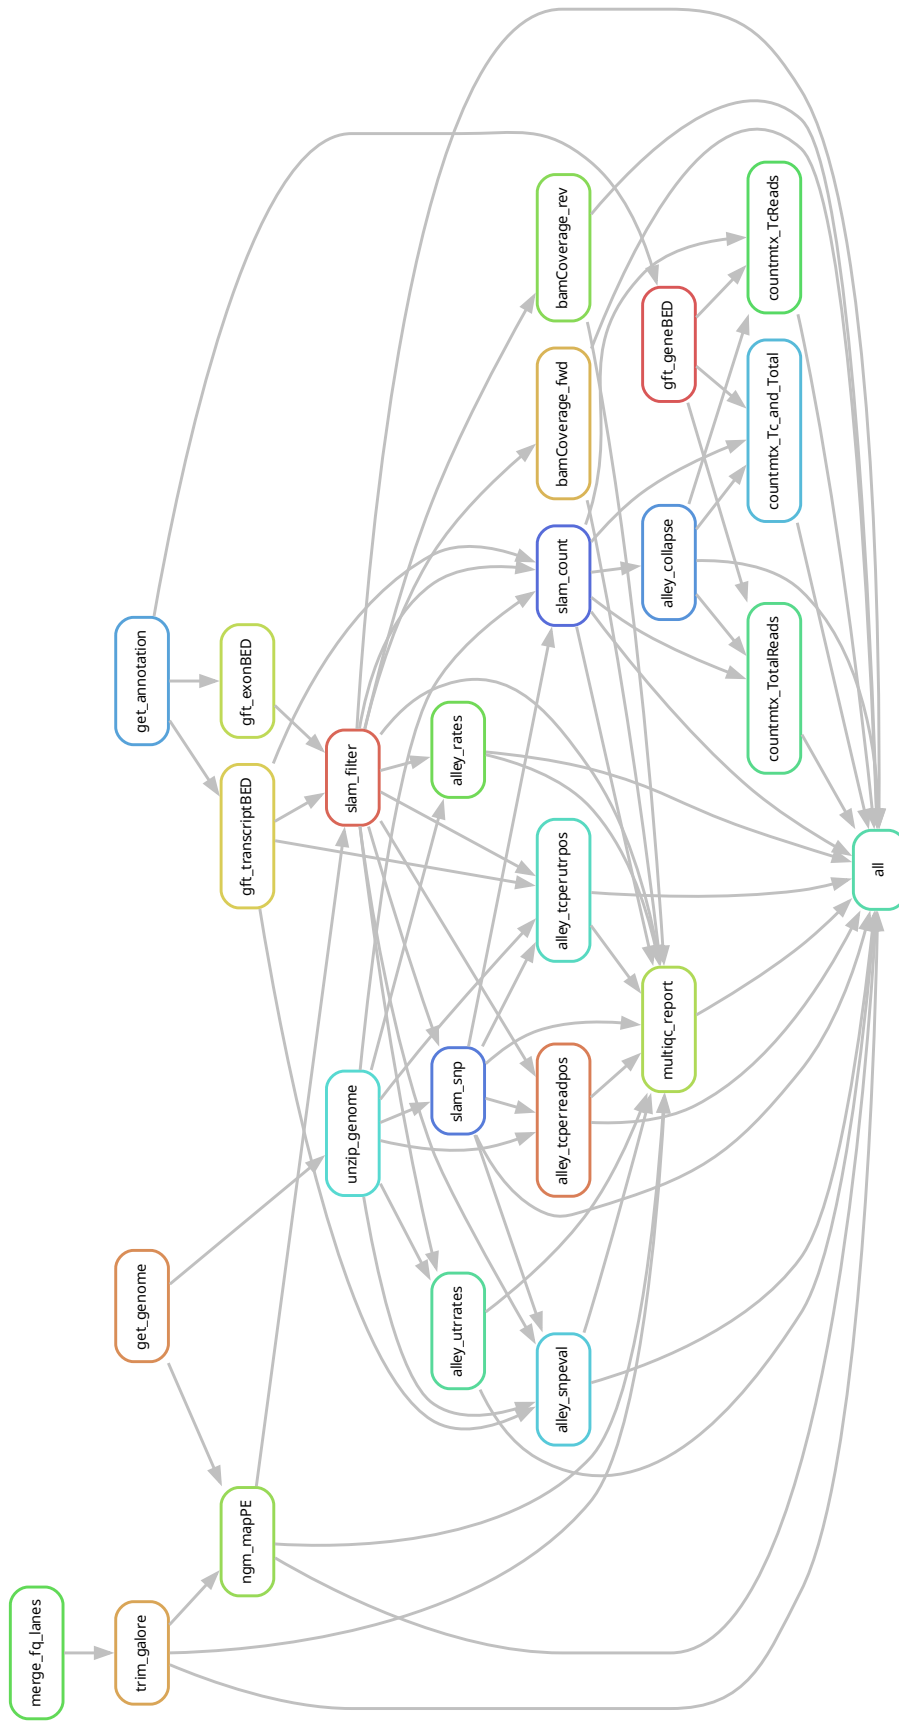 merge_fq_lanes
trim_galore
get_genome
get_annotation
ngm_mapPE
gft_transcriptBED
gft_exonBED
unzip_genome
slam_filter
alley_utrrates
slam_snp
alley_rates
alley_snpeval
alley_tcperreadpos
alley_tcperutrpos
slam_count
bamCoverage_fwd
bamCoverage_rev
multiqc_report
alley_collapse
gft_geneBED
countmtx_TotalReads
countmtx_Tc_and_Total
countmtx_TcReads
all